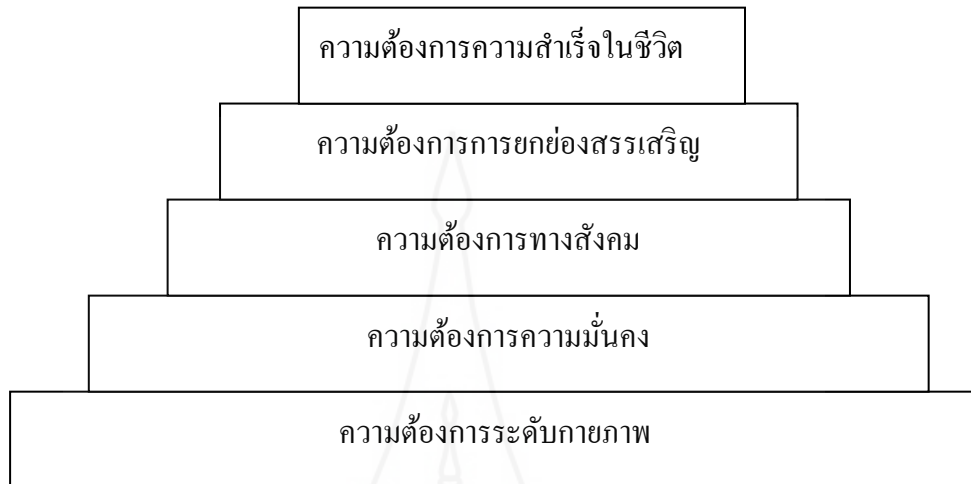 ความต้องการความสำเร็จในชีวิต
ความต้องการการยกย่องสรรเสริญ
ความต้องการทางสังคม
ความต้องการความมั่นคง
ความต้องการระดับกายภาพ